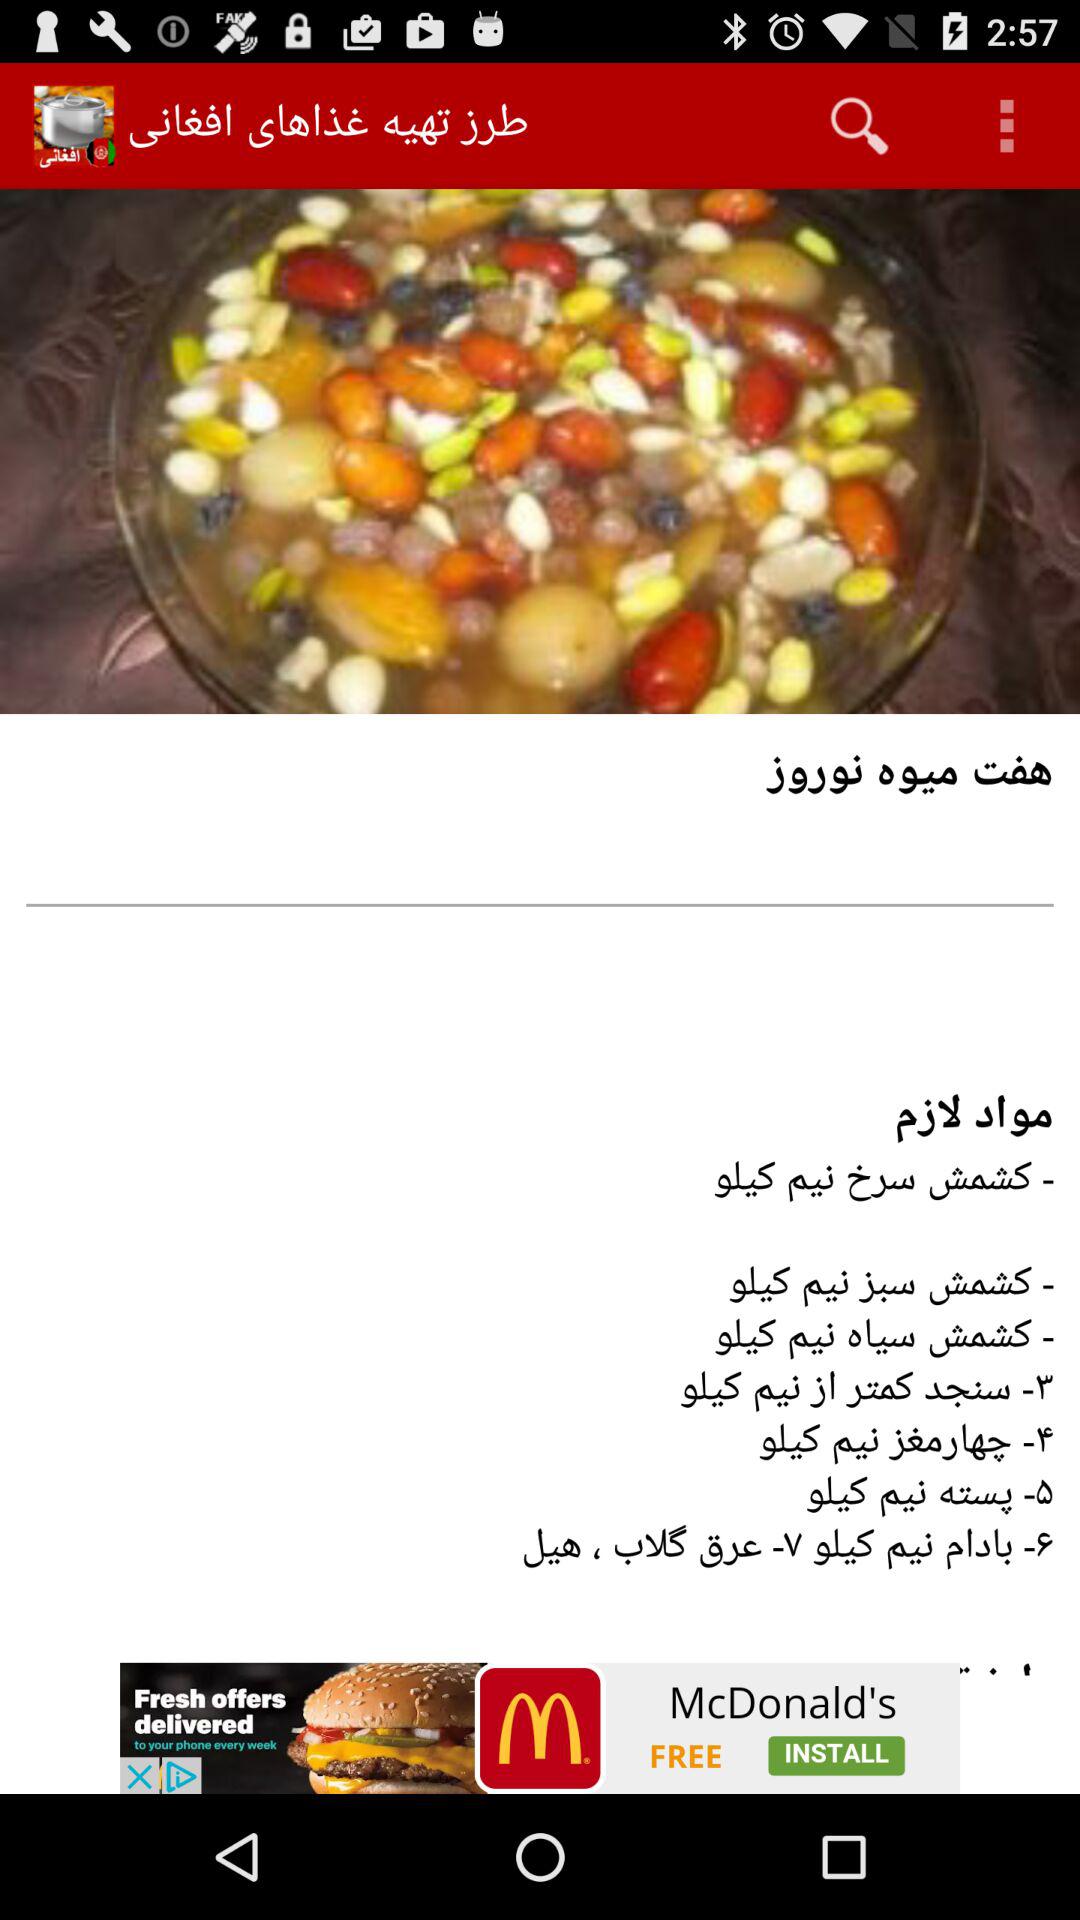 FAKE
2:57
افغانی
طرز تهیه غذاهای افغانی
هفت میوه نوروز
مواد لازم
- کشمش سرخ نیم کیلو
- کشمش سبز نیم کیلو
- کشمش سیاه نیم کیلو
۳- سنجد کمتر از نیم کیلو
۴- چهارمغز نیم کیلو
۵- پسته نیم کیلو
۶- بادام نیم کیلو ۷- عرق گلاب ، هیل
Fresh offers
delivered
to your phone every week
McDonald's
FREE
INSTALL